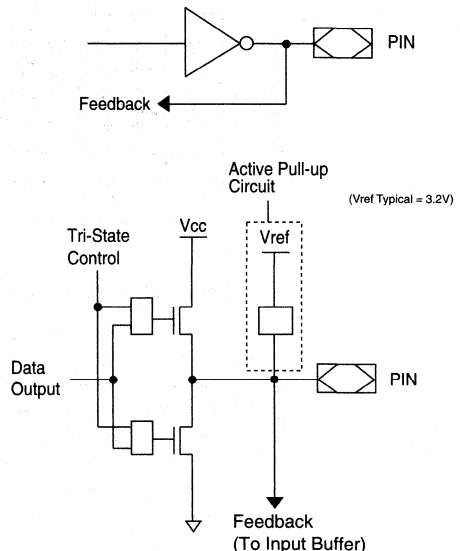 PIN
Feedback
Active Pull-up
Circuit
(Vref Typical = 3.2V)
Vcc
Vref
Tri-State
Control
Data
Output
PIN
Feedback
(To Input Buffer)